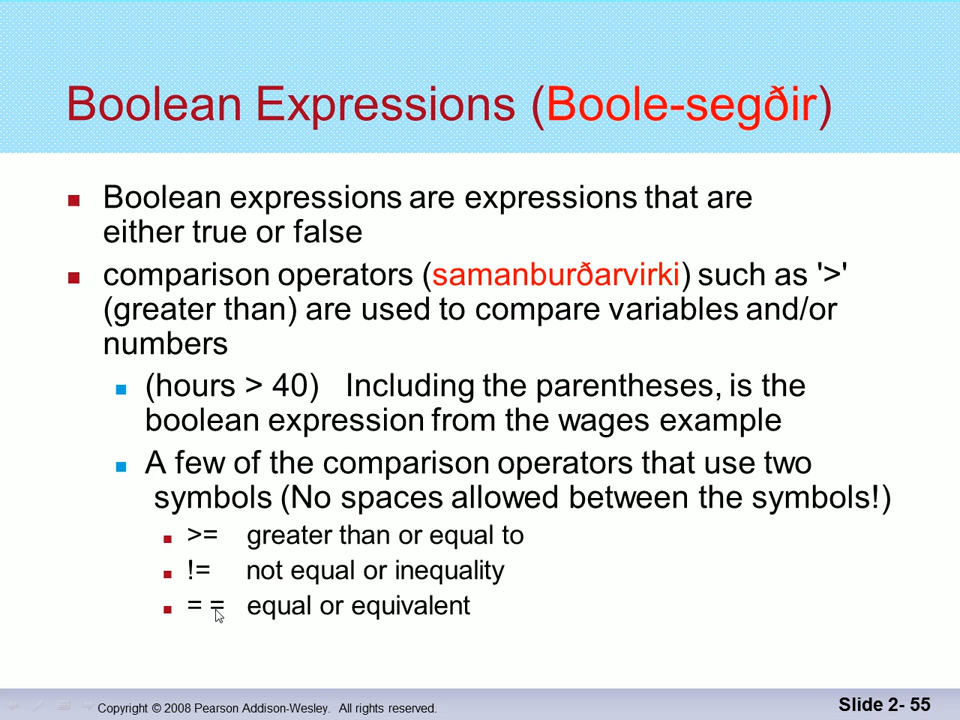 Boolean Expressions (Boole-segðir)
Boolean expressions are expressions that are
either true or false
comparison operators (samanburðarvirki) such as '>'
(greater than) are used to compare variables and/or
numbers
(hours > 40) Including the parentheses, is the
boolean expression from the wages example
A few of the comparison operators that use two
symbols (No spaces allowed between the symbols!)
>= greater than or equal to
!= not equal or inequality
= = equal or equivalent
Copyright © 2008 Pearson Addison-Wesley. All rights reserved.
Slide 2- 55